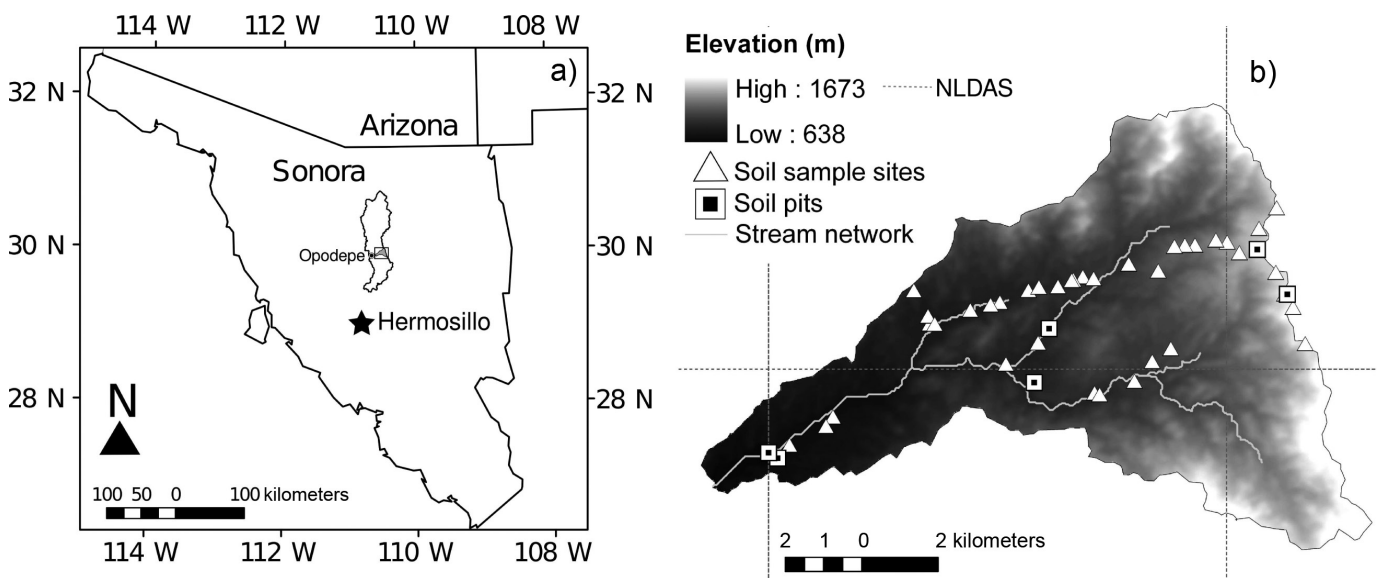 114 W 112 W 110 W 108 W
a)
32 N
32 N
Arizona
Sonora
30 N
30 N
Opodepe
Hermosillo
28 N
28 N
N
100 50 0 100 kilometers
114 W 112 W 110 W 108 W
Elevation (m)
b)
High : 1673
NLDAS
Low : 638
Soil sample sites
Soil pits
Stream network
2 1 0 2 kilometers